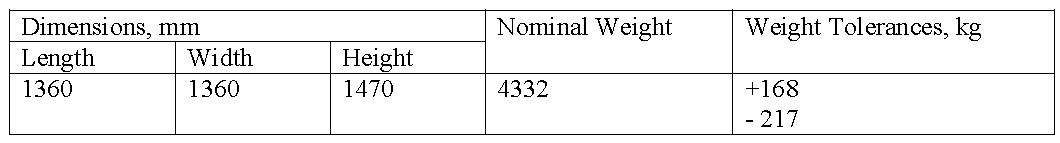 Dimensions, mm Nominal Weight Weight Tolerances, kg
Length Width Height
1360 1360 1470 4332 +168
- 217